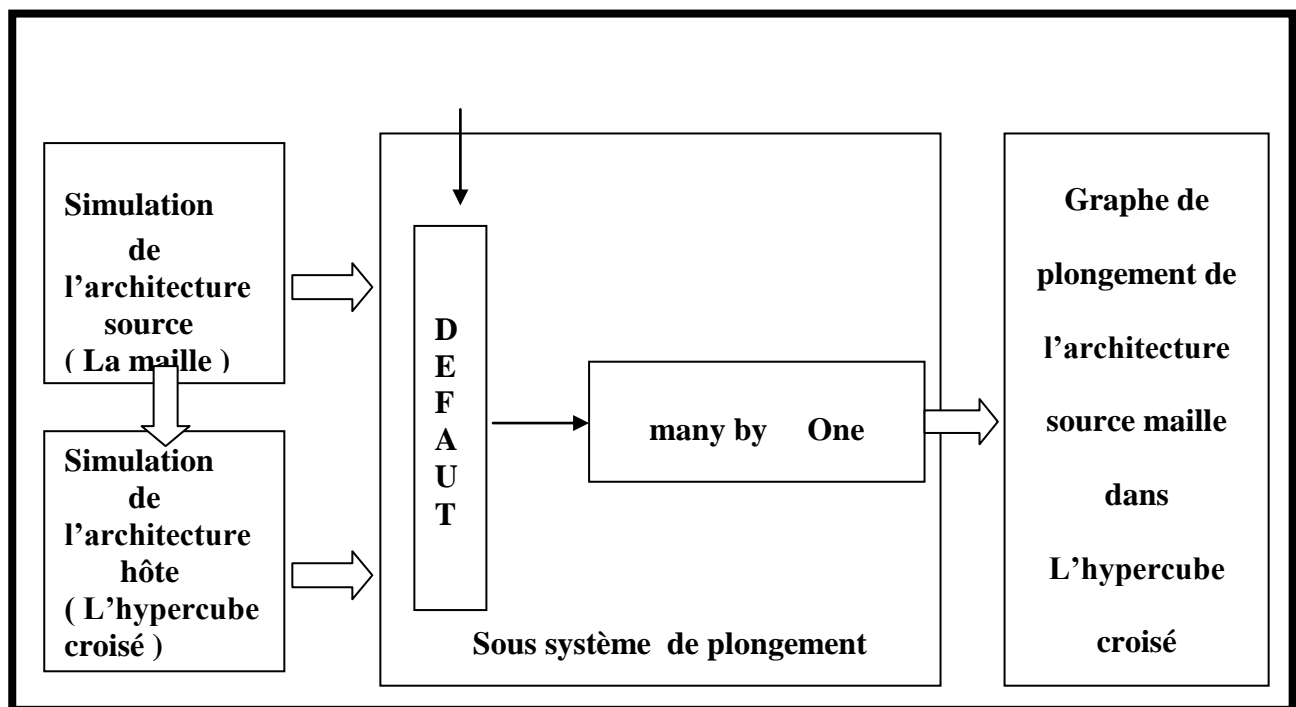 Simulation
de
l’architecture
source
( La maille )
Simulation
de
l’architecture
hôte
( L’hypercube
croisé )
D
E
F
A
U
T
many by One
Sous système de plongement
Graphe de
plongement de
l’architecture
source maille
dans
L’hypercube
croisé